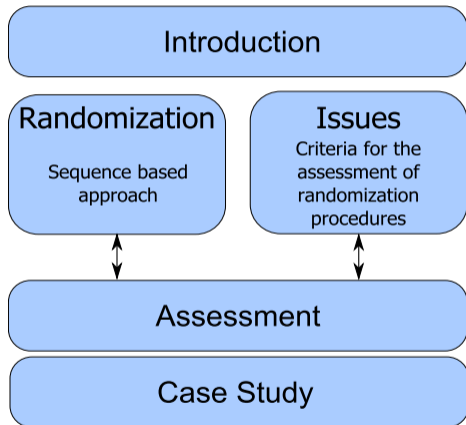 Introduction
Randomization
Sequence based
approach
Issues
Criteria for the
assessment of
randomization
procedures
Assessment
Case Study